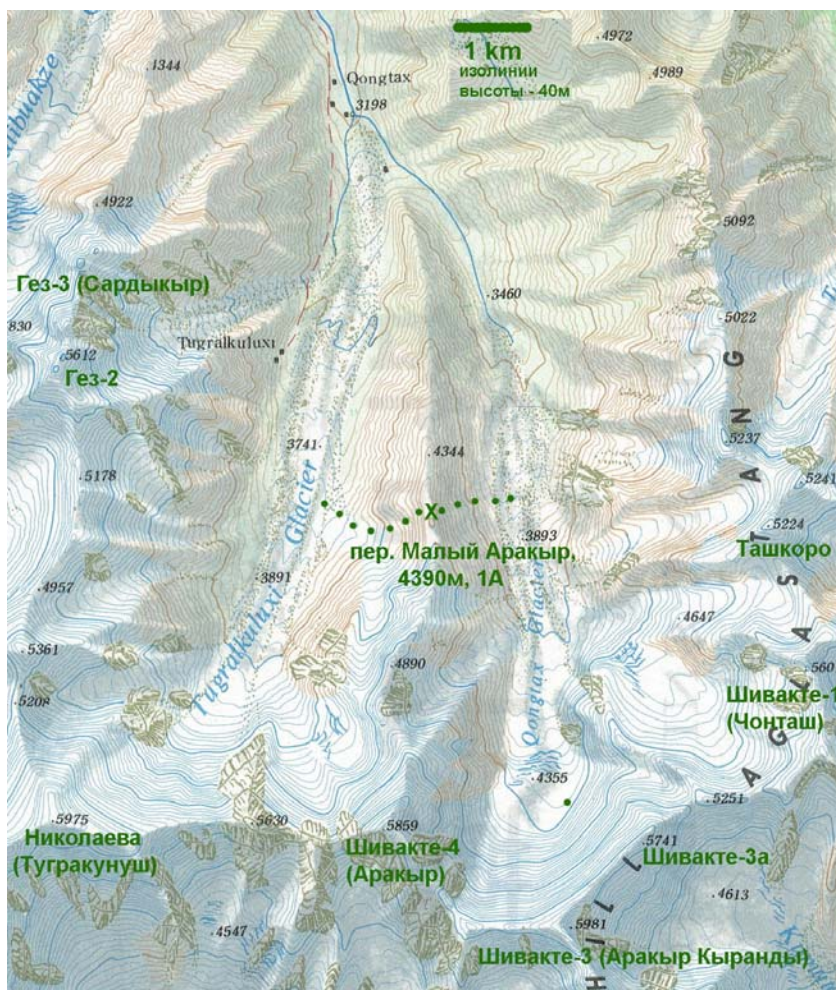 4972
1 km
изолинии
высоты - 40м
4989
.1344
Qongtax
3198
.4922
5092
Гез-3 (Сардыкыр)
3460
5022
830
Tugralkuluxi
5612
Гез-2
G
N
A
T
S
A
L
G
A
.5237
3741
.4344
.5178
5241
.5224
Ташкоро
X
пер. Малый Аракыр,
4390м, 1А
.3893
.3891
.4957
Tugralkuluxi Glacier
Qongtax Glacier
.4647
.5361
.4890
560
5208
Шивакте-1
(Чонташ)
.4355
.5251
.5975
.5630
.5859
5741
Николаева
(Тугракунуш)
Шивакте-4
(Аракыр)
Шивакте-3а
.4613
L
L
I
H
.4547
.5981
Шивакте-3 (Аракыр Кыранды)